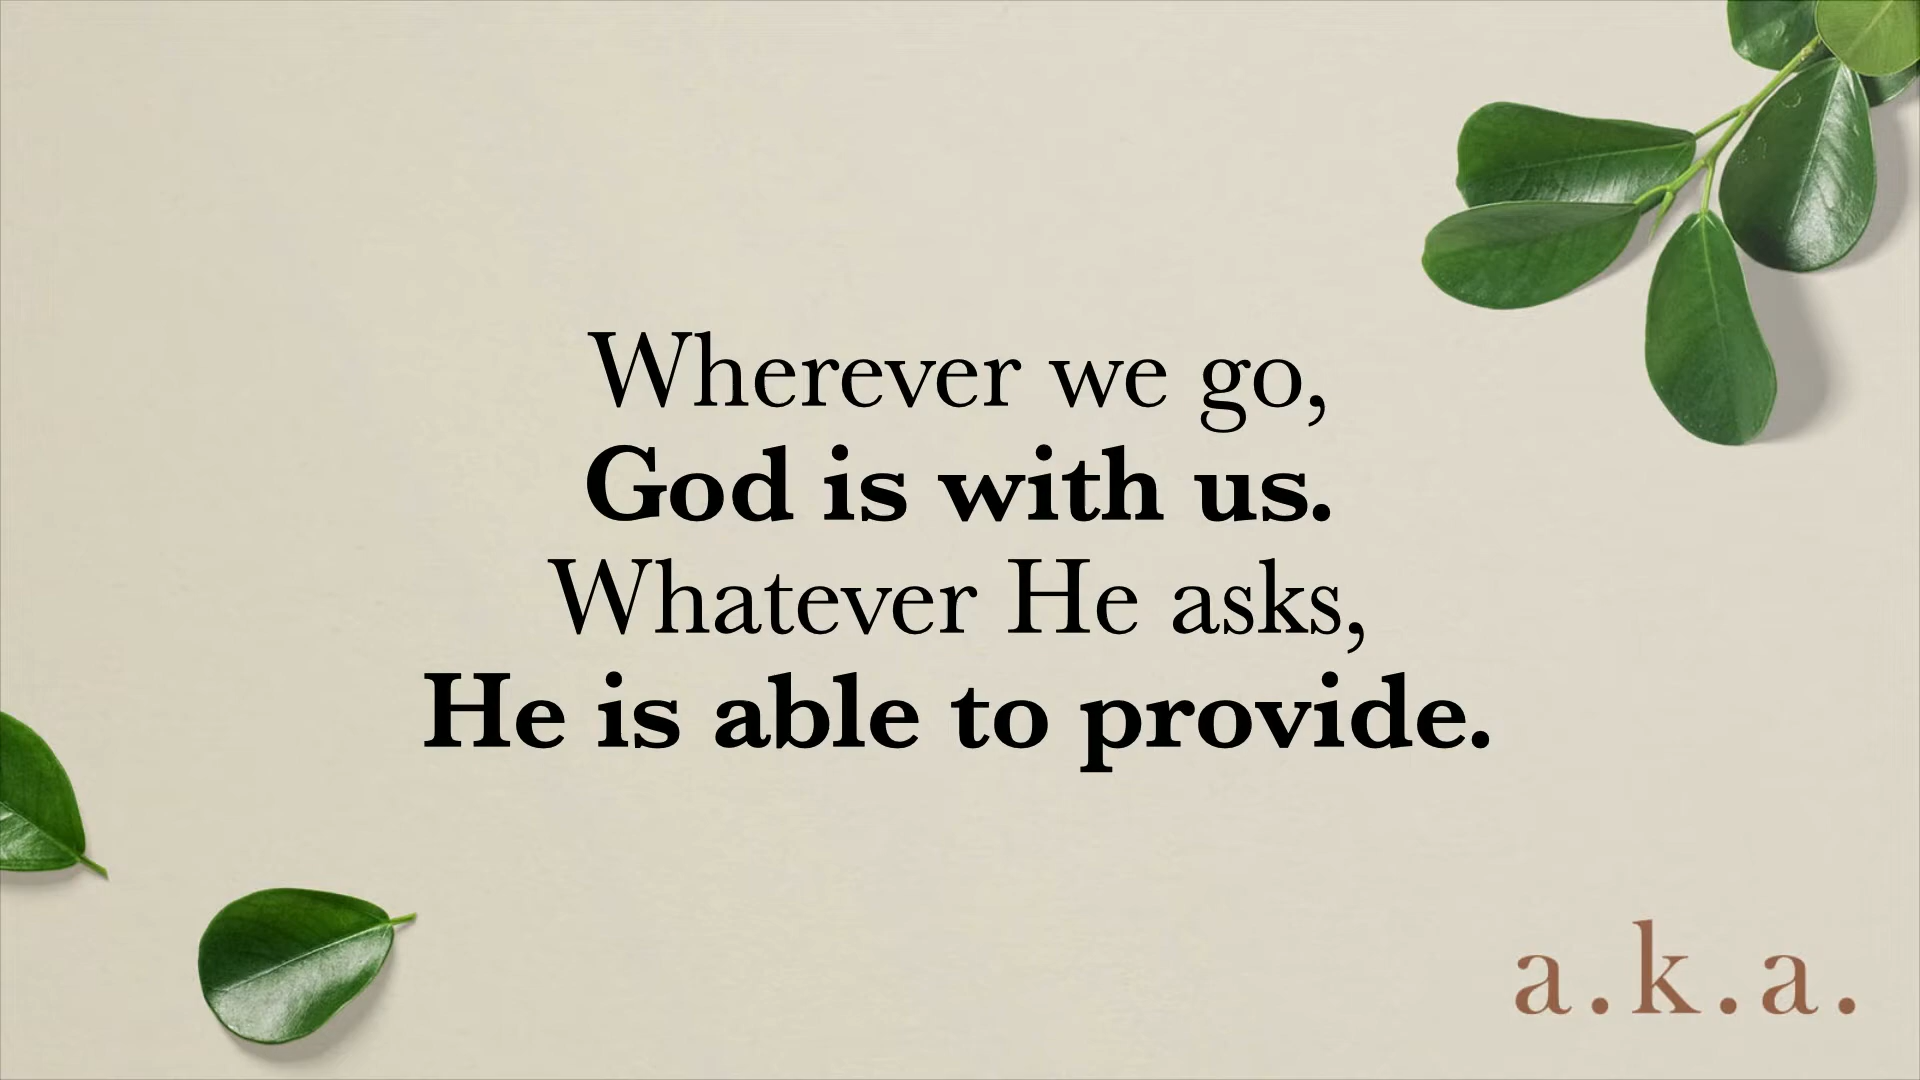 Wherever we go,
God is with us.
Whatever He asks,
He is able to provide.
a.k.a.